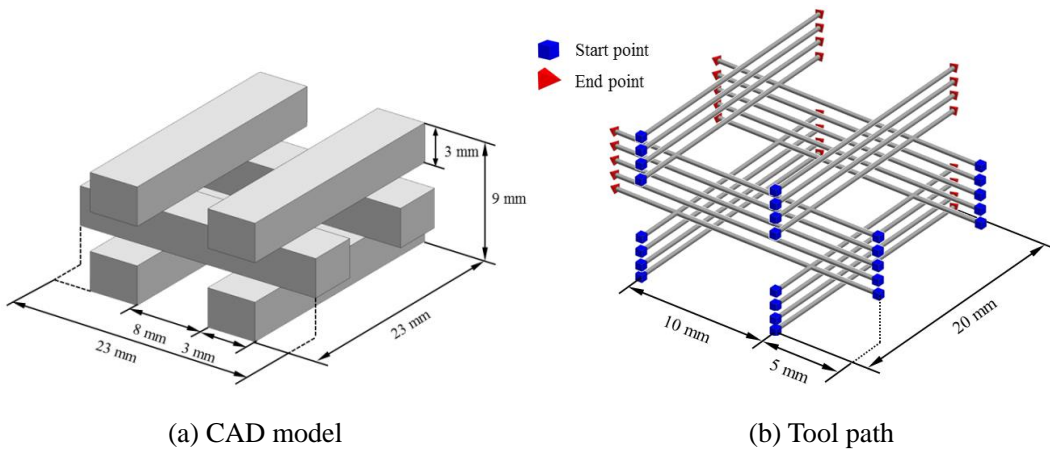 3 mm
9 mm
8 mm
3 mm
23 mm
23 mm
(a) CAD model
Start point
End point
10 mm
5 mm
20 mm
(b) Tool path